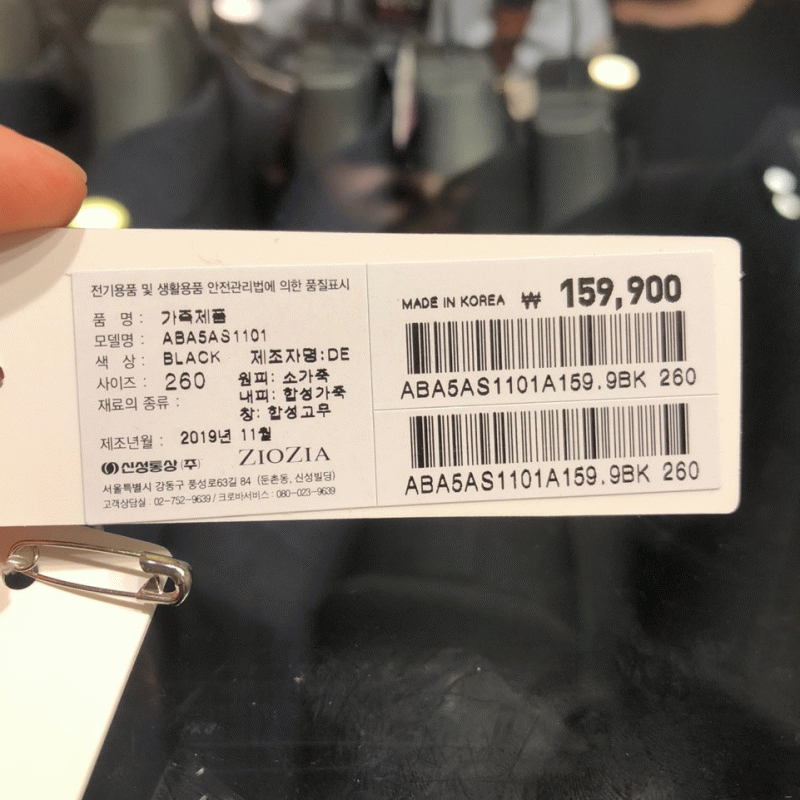 전기용품 및 생활용품 안전관리법에 의한 품질표시
품 명 : 가죽제품
모델명 : ABA5AS1101
색 상 : BLACK 제조자명:DE
사이즈 : 260 원피: 소가죽
재료의 종류 : 내피: 합성가죽
창: 합성고무
제조년월 : 2019년 11월
신성통상 (주) ZIOZIA
서울특별시 강동구 풍성로63길 84 (둔촌동, 신성빌딩)
고객상담실 : 02-752-9639 / 크로바서비스 : 080-023-9639
MADE IN KOREA ₩ 159,900
ABA5AS1101A159.9BK 260
ABA5AS1101A159.9BK 260